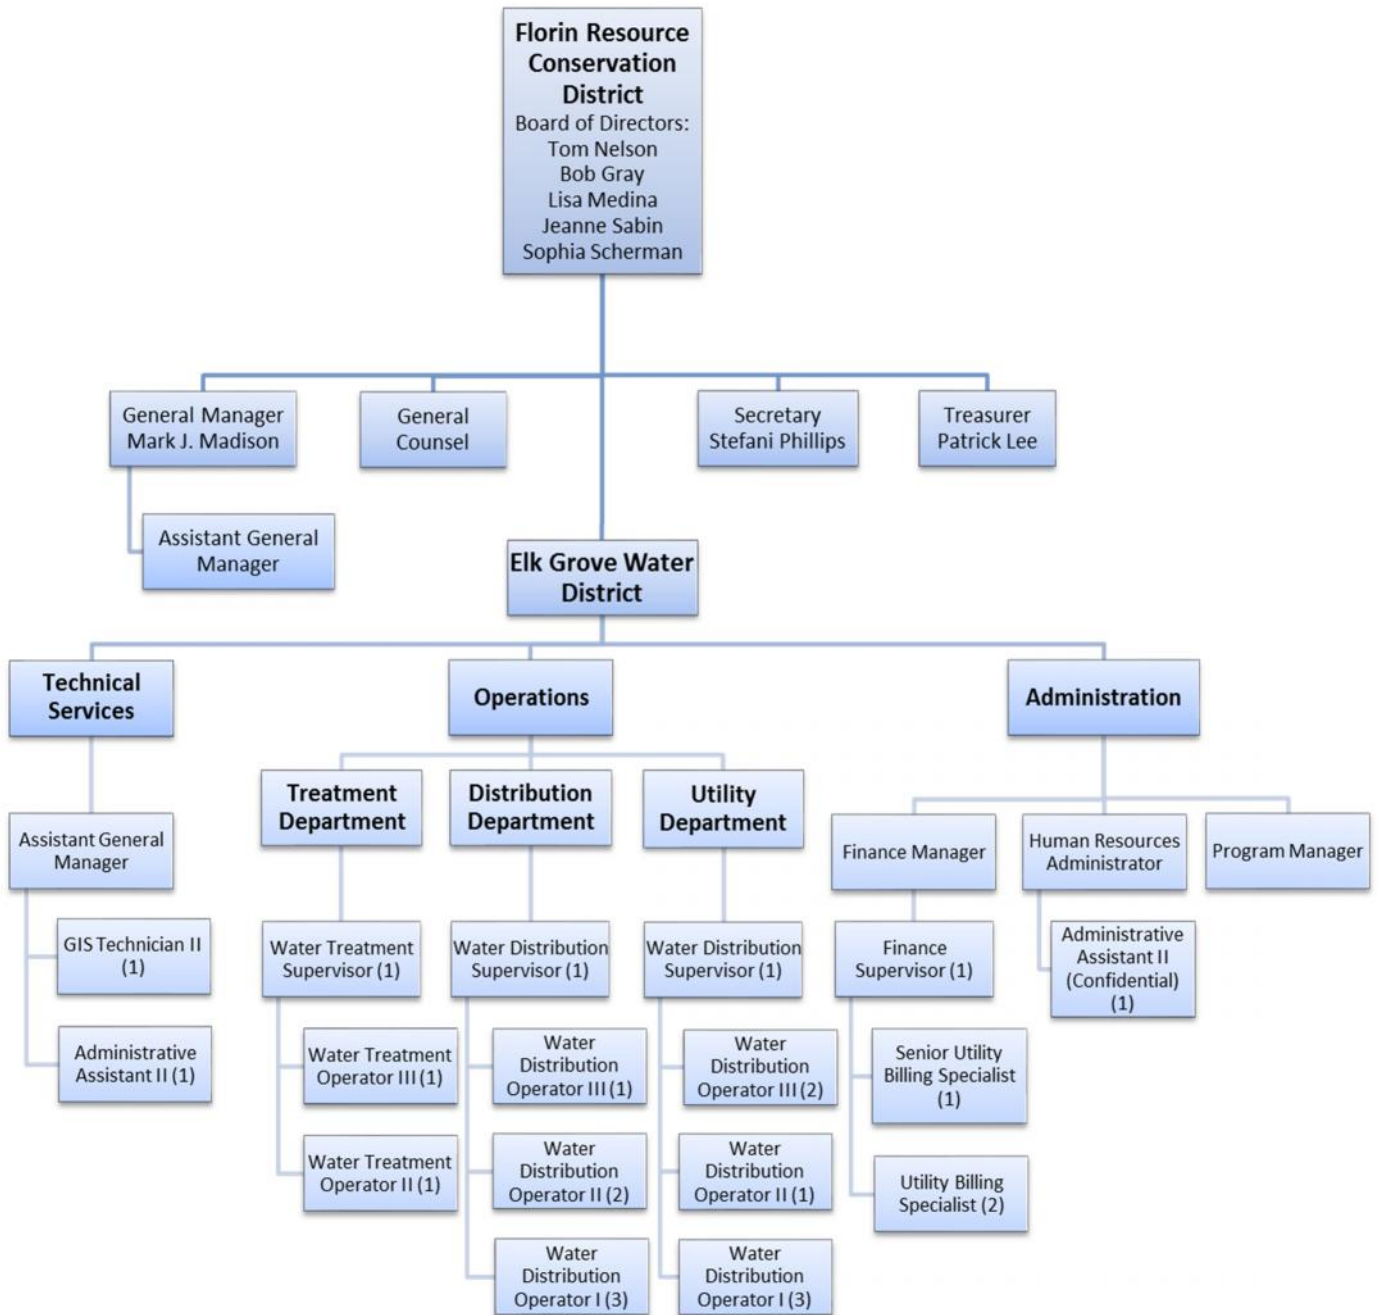 Florin Resource
Conservation
District
Board of Directors:
Tom Nelson
Bob Gray
Lisa Medina
Jeanne Sabin
Sophia Scherman
General Manager
Mark J. Madison
General
Counsel
Secretary
Stefani Phillips
Treasurer
Patrick Lee
Assistant General
Manager
Elk Grove Water
District
Technical
Services
Operations
Administration
Treatment
Department
Distribution
Department
Utility
Department
Assistant General
Manager
Finance Manager
Human Resources
Administrator
Program Manager
GIS Technician II
(1)
Administrative
Assistant II (1)
Water Treatment
Supervisor (1)
Water Treatment
Operator III (1)
Water Treatment
Operator II (1)
Water Distribution
Supervisor (1)
Water
Distribution
Operator III (1)
Water
Distribution
Operator II (2)
Water
Distribution
Operator I (3)
Water Distribution
Supervisor (1)
Water
Distribution
Operator III (2)
Water
Distribution
Operator II (1)
Water
Distribution
Operator I (3)
Finance
Supervisor (1)
Senior Utility
Billing Specialist
(1)
Utility Billing
Specialist (2)
Administrative
Assistant II
(Confidential)
(1)